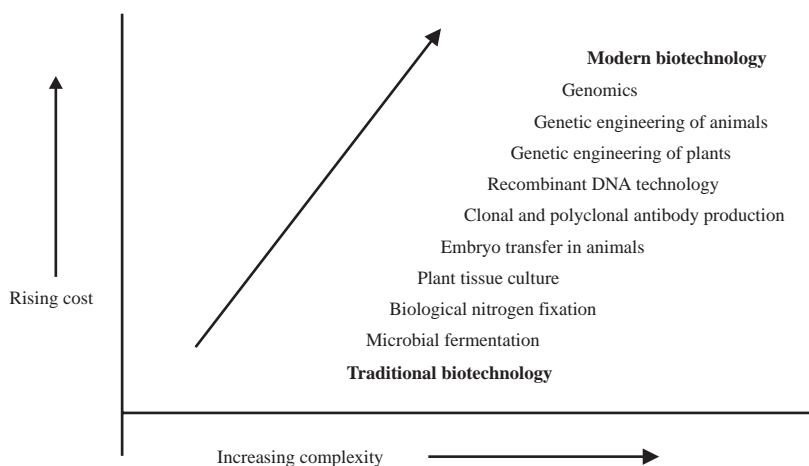 Modern biotechnology
Genomics
Genetic engineering of animals
Genetic engineering of plants
Recombinant DNA technology
Clonal and polyclonal antibody production
Embryo transfer in animals
Plant tissue culture
Rising cost
Biological nitrogen fixation
Microbial fermentation
Traditional biotechnology
Increasing complexity